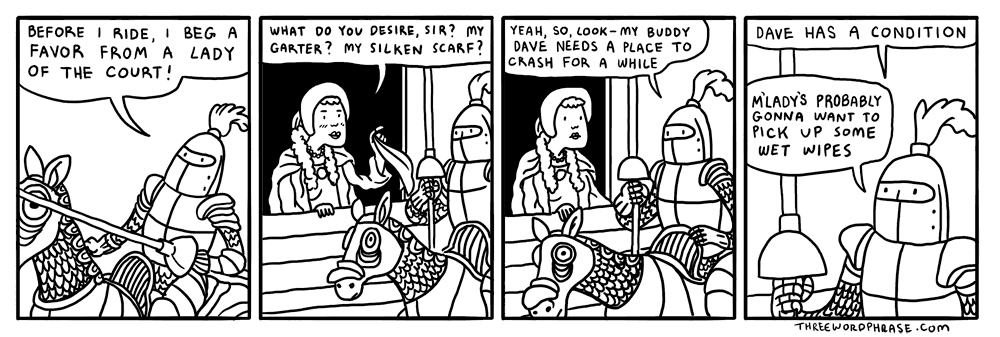 BEFORE I RIDE, I BEG A
FAVOR FROM A LADY
OF THE COURT!
WHAT DO YOU DESIRE, SIR? MY
GARTER? MY SILKEN SCARF?
YEAH, SO, LOOK- MY BUDDY
DAVE NEEDS A PLACE TO
CRASH FOR A WHILE
DAVE HAS A CONDITION
M'LADY'S PROBABLY
GONNA WANT TO
PICK UP SOME
WET WIPES
THREEWORDPHRASE.COM